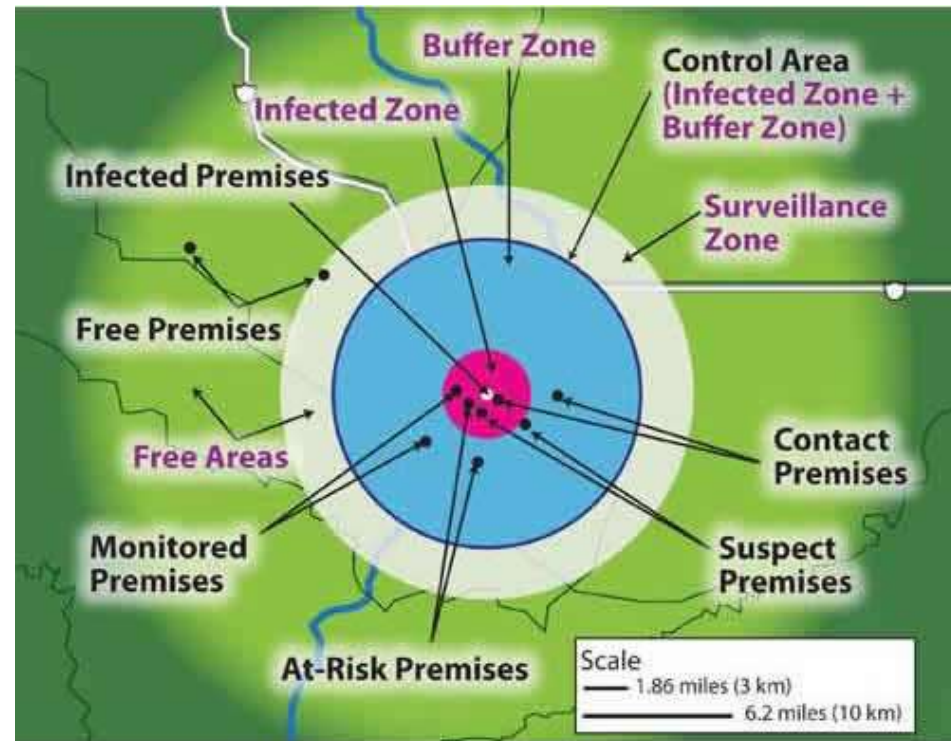 Buffer Zone
Control Area
(Infected Zone +
Buffer Zone)
Infected Zone
Infected Premises
Surveillance
Zone
Free Premises
Free Areas
Contact
Premises
Monitored
Premises
Suspect
Premises
At-Risk Premises
Scale
1.86 miles (3 km)
6.2 miles (10 km)